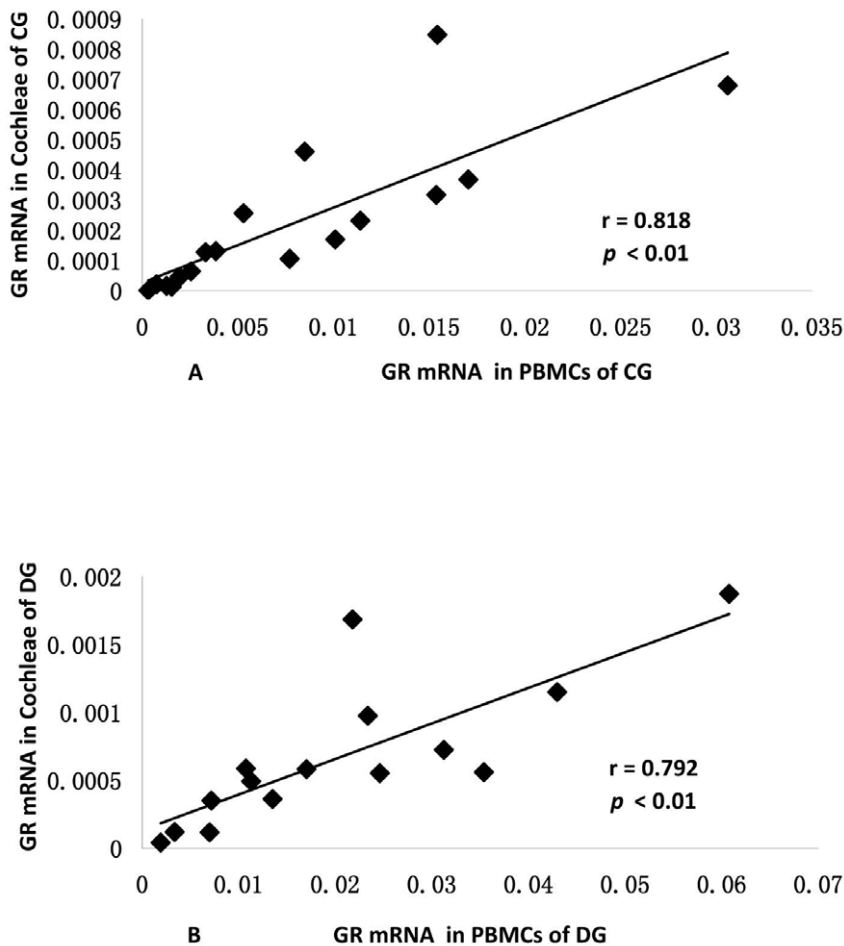 GR mRNA in Cochleae of CG
0.0009
0.0008
0.0007
0.0006
0.0005
0.0004
0.0003
0.0002
0.0001
0
r = 0.818
p < 0.01
0 0.005 0.01 0.015 0.02 0.025 0.03 0.035
A GR mRNA in PBMCs of CG
GR mRNA in Cochleae of DG
0.002
0.0015
0.001
0.0005
0
r = 0.792
p < 0.01
0 0.01 0.02 0.03 0.04 0.05 0.06 0.07
B GR mRNA in PBMCs of DG